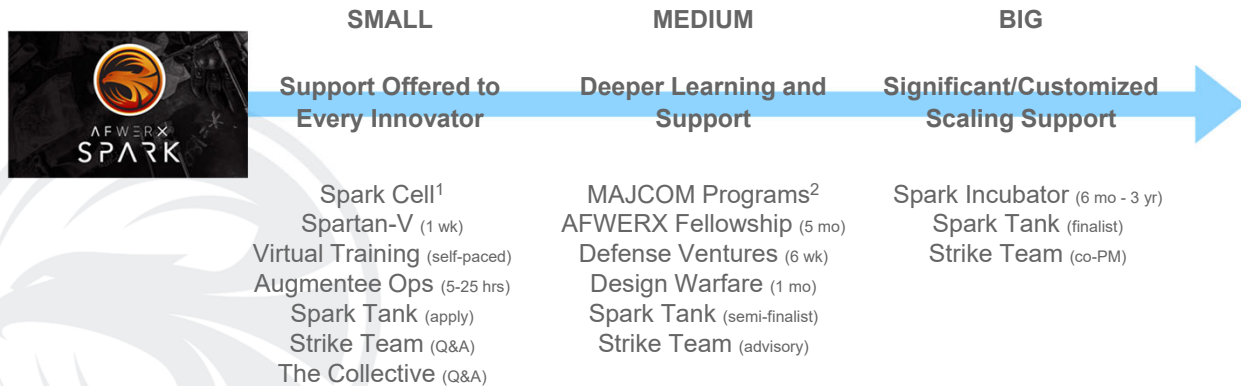 SMALL
MEDIUM
BIG
AFWERX
SPARK
Support Offered to
Every Innovator
Deeper Learning and
Support
Significant/Customized
Scaling Support
Spark Cell¹
Spartan-V (1 wk)
Virtual Training (self-paced)
Augmentee Ops (5-25 hrs)
Spark Tank (apply)
Strike Team (Q&A)
The Collective (Q&A)
MAJCOM Programs²
AFWERX Fellowship (5 mo)
Defense Ventures (6 wk)
Design Warfare (1 mo)
Spark Tank (semi-finalist)
Strike Team (advisory)
Spark Incubator (6 mo - 3 yr)
Spark Tank (finalist)
Strike Team (co-PM)